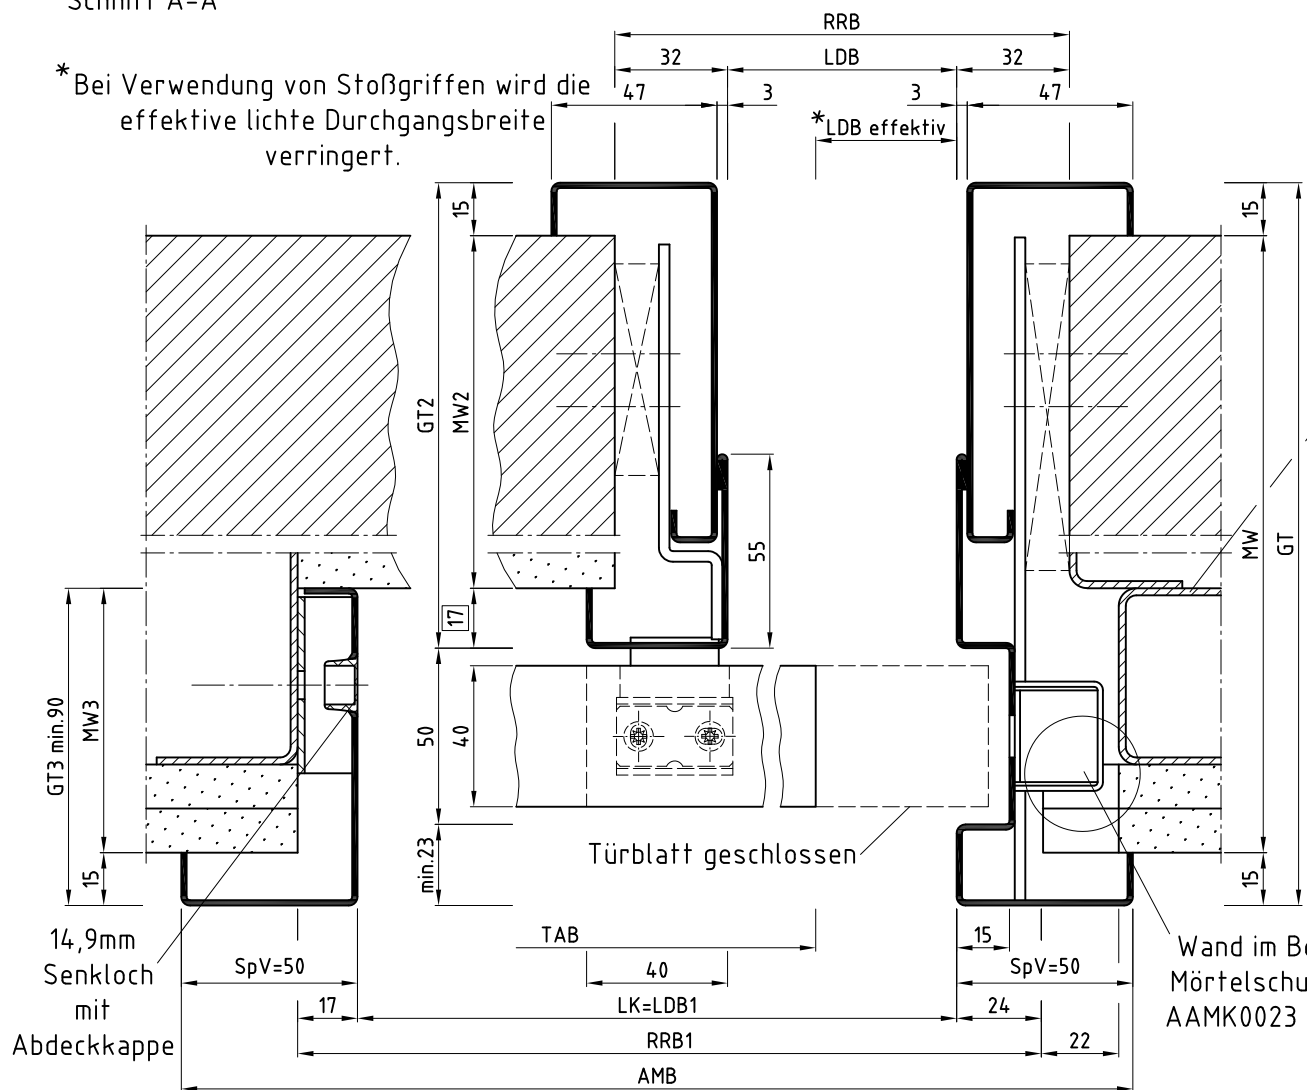 Schnitt A-A
*Bei Verwendung von Stoßgriffen wird die
effektive lichte Durchgangsbreite
verringert.
RRB
32
LDB
32
47
3
3
47
*LDB effektiv
15
15
GT2
MW2
MW
GT
55
17
GT3 min.90
MW3
50
40
min.23
15
15
Türblatt geschlossen
14,9mm
Senkloch
mit
Abdeckkappe
TAB
15
Wand im Be
Mörtelschu
AAMK0023
SpV=50
40
SpV=50
17
LK=LDB1
24
RRB1
22
AMB